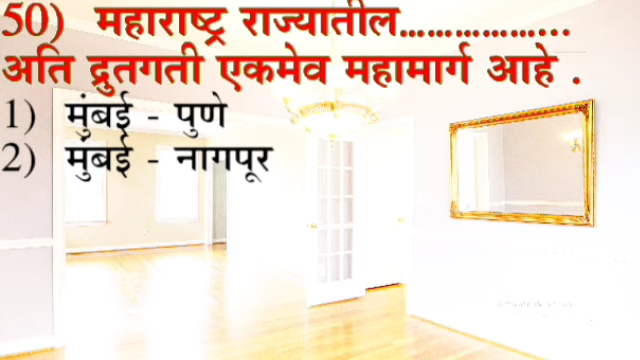 50) महाराष्ट्र राज्यातील..................
अति द्रुतगती एकमेव महामार्ग आहे .
1) मुंबई - पुणे
2) मुंबई - नागपूर